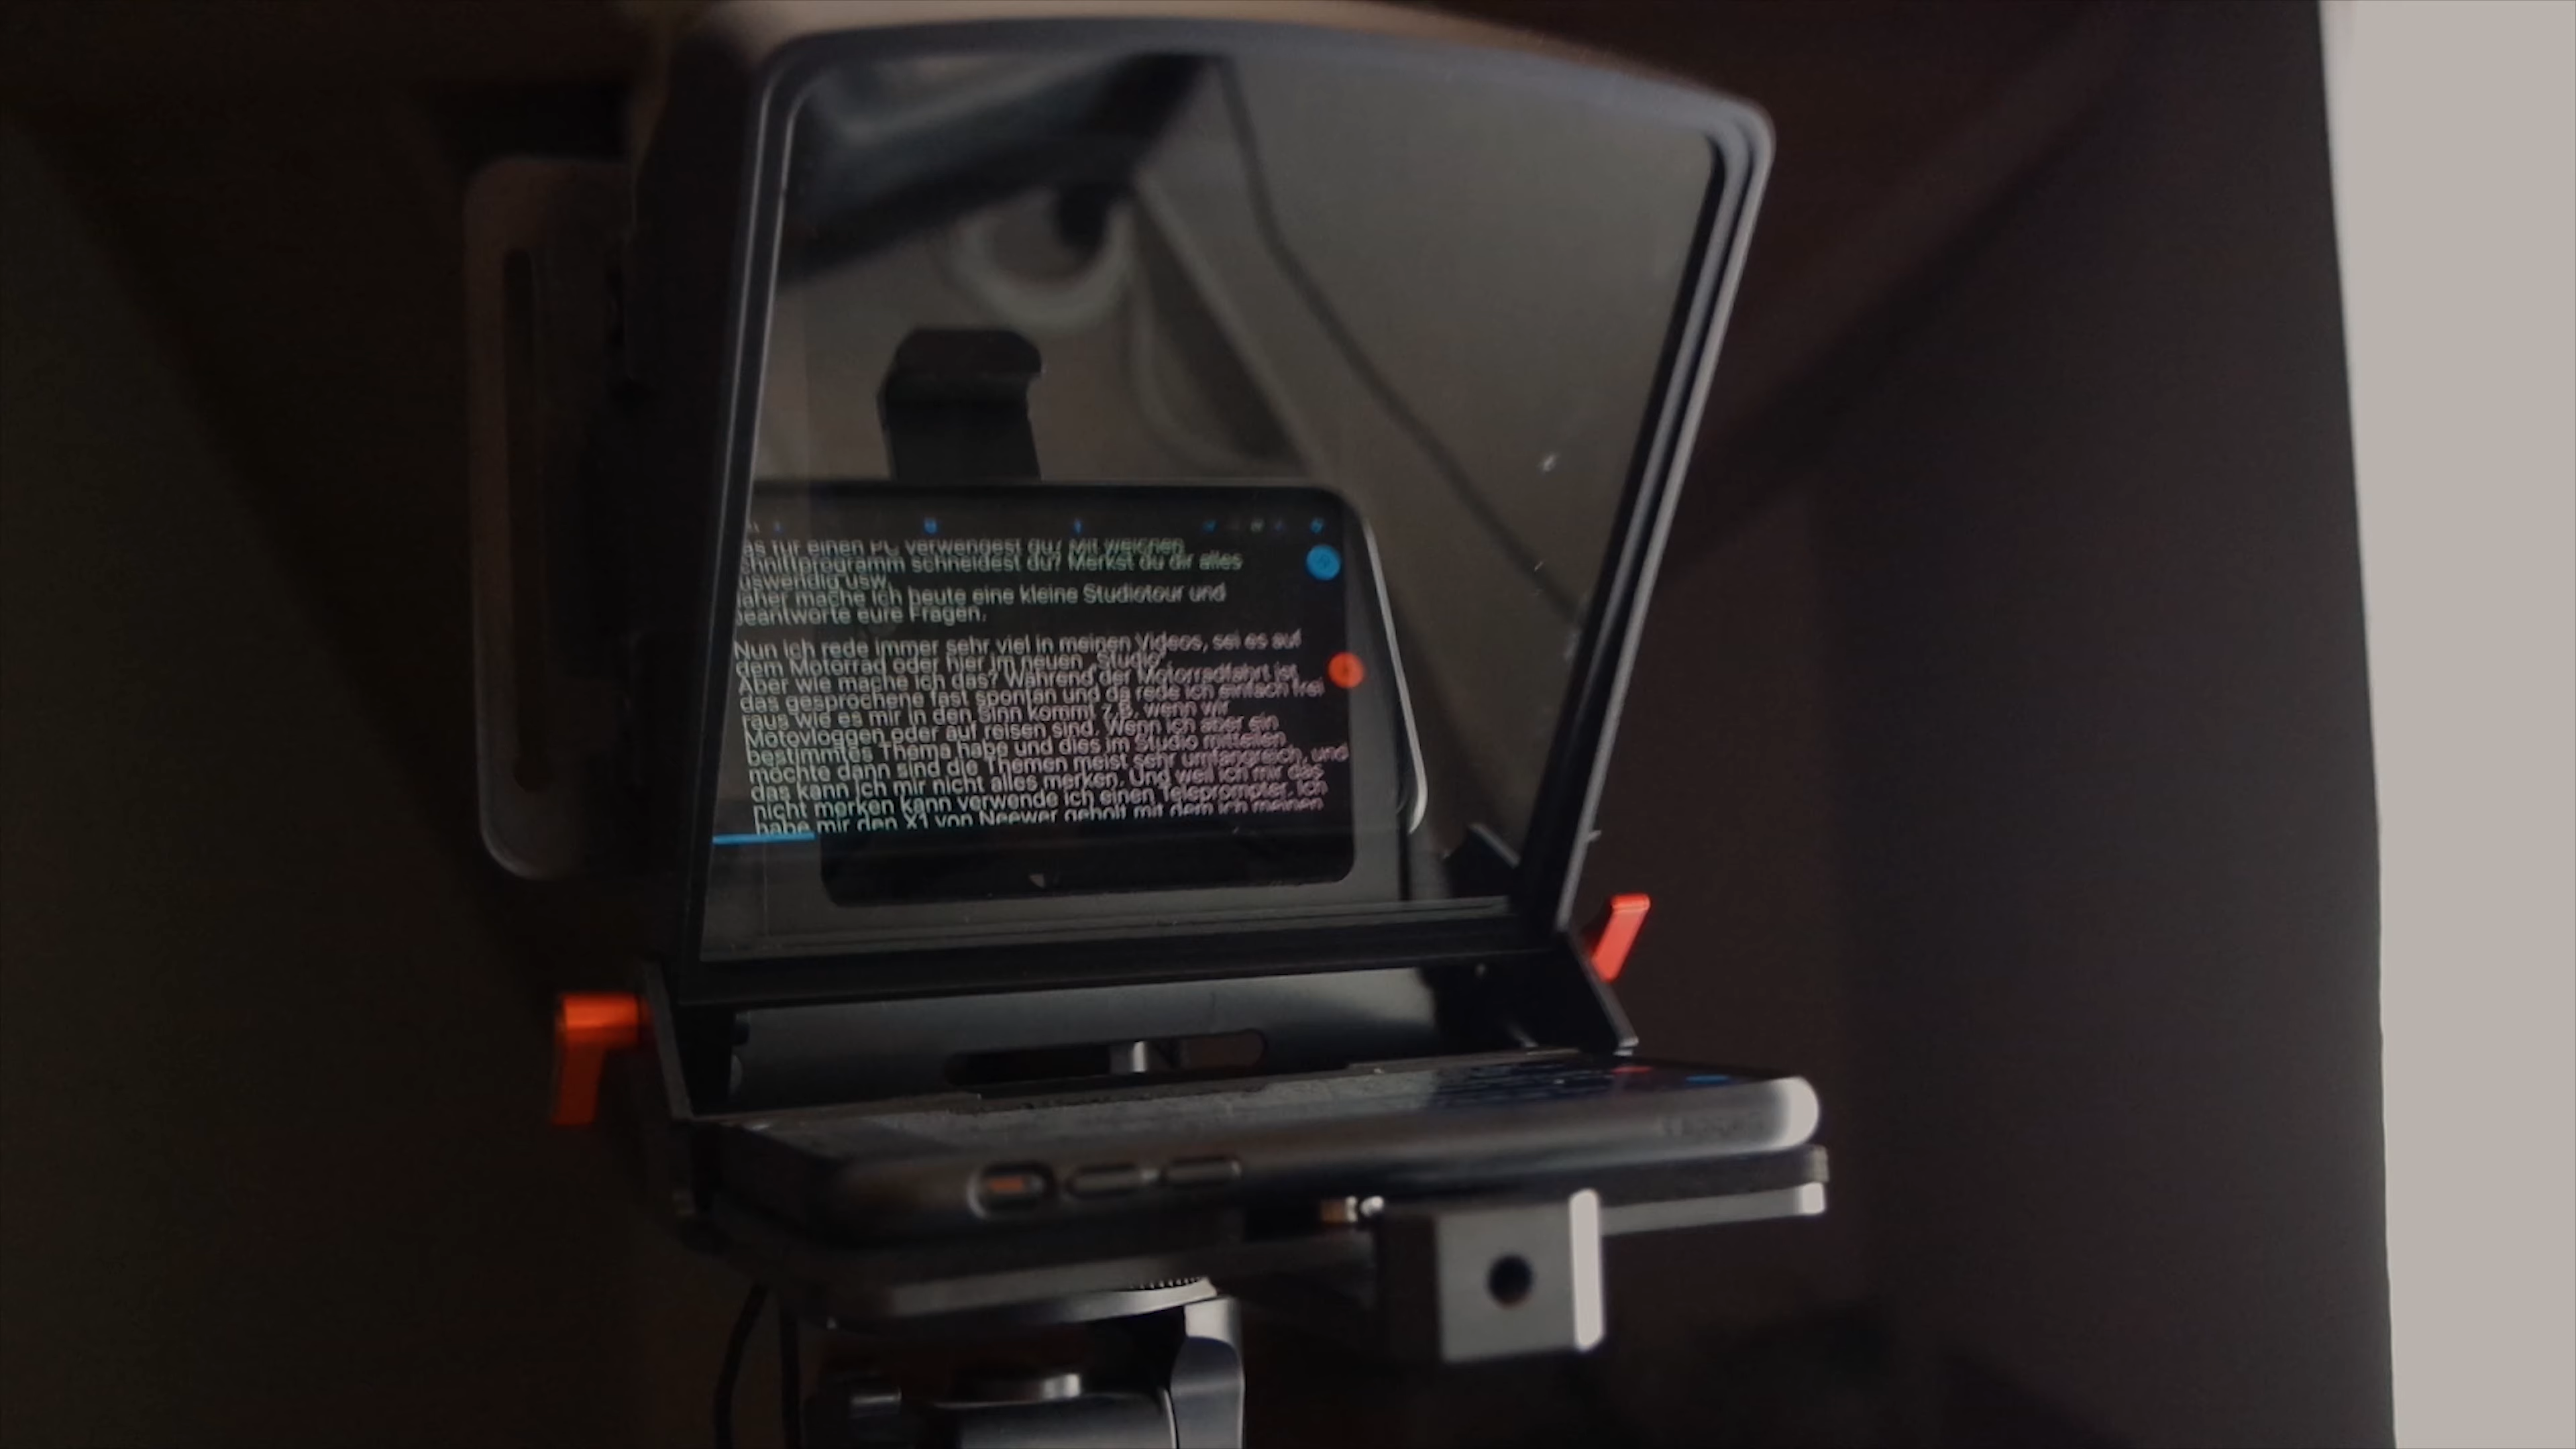 as für einen PC verwengest du? Mit welchen
Schnittprogramm schneidest du? Merkst du dir alles
uswendig usw.
daher mache ich heute eine kleine Studiotour und
beantworte eure Fragen.
Nun ich rede immer sehr viel in meinen Videos, sei es auf
dem Motorrad oder hier im neuen „Studio".
Aber wie mache ich das? Während der Motorradfahrt ist
das gesprochene fast spontan und da rede ich einfach frei
raus wie es mir in den Sinn kommt z.B. wenn wir
Motovloggen oder auf reisen sind. Wenn ich aber ein
bestimmtes Thema habe und dies im Studio mitteilen
möchte dann sind die Themen meist sehr umfangreich, und
das kann ich mir nicht alles merken. Und weil ich mir das
nicht merken kann verwende ich einen Teleprompter. Ich
habe mir den X1 von Neewer geholt mit dem ich meinen